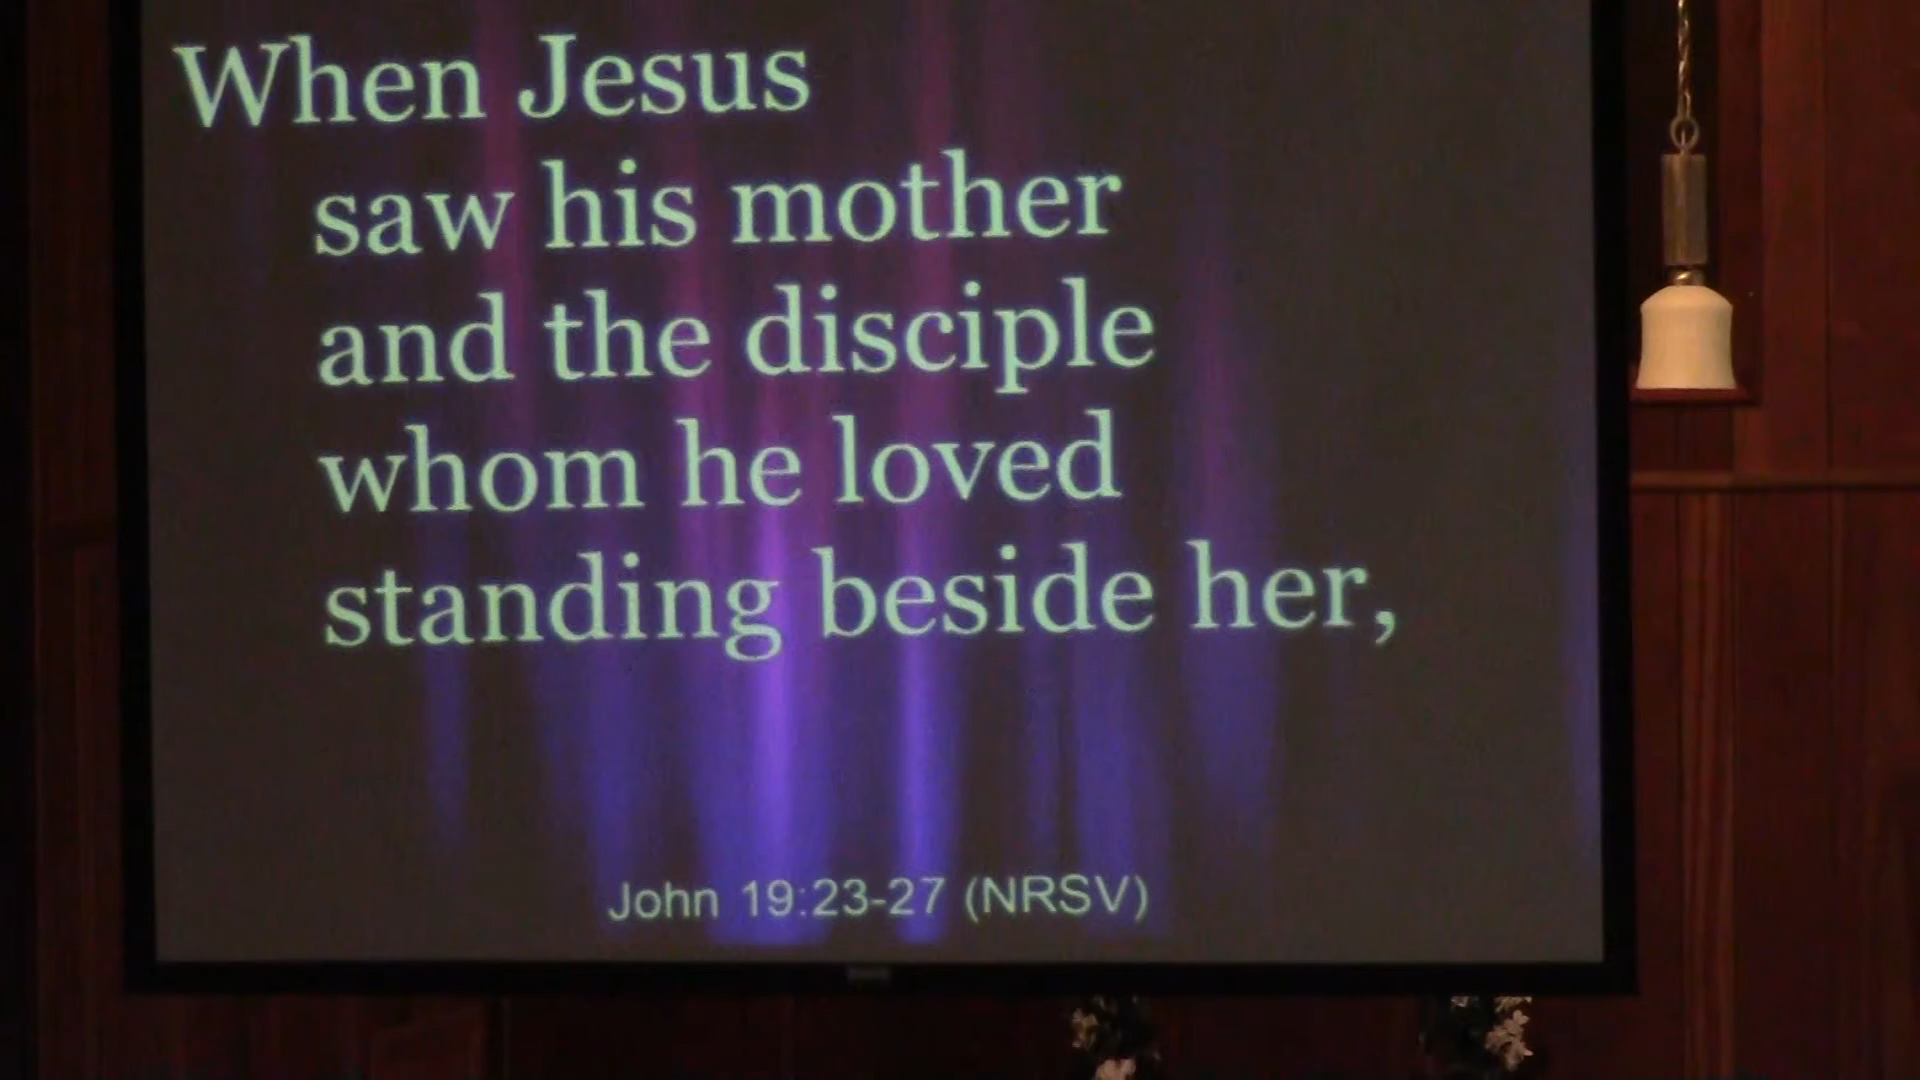 When Jesus
saw his mother
and the disciple
whom he loved
standing beside her,
John 19:23-27 (NRSV)